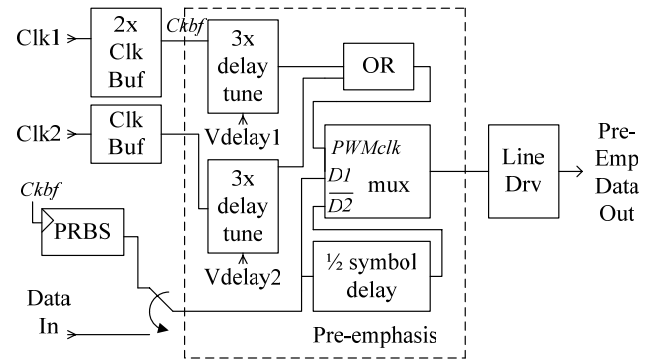 Clk1
2x
Clk
Buf
Ckbf
3x
delay
tune
Vdelay1
OR
Clk2
Clk
Buf
3x
delay
tune
Vdelay2
PWMclk
D1
D2
mux
Line
Drv
Pre-
Emp
Data
Out
Ckbf
PRBS
½ symbol
delay
Data
In
Pre-emphasis